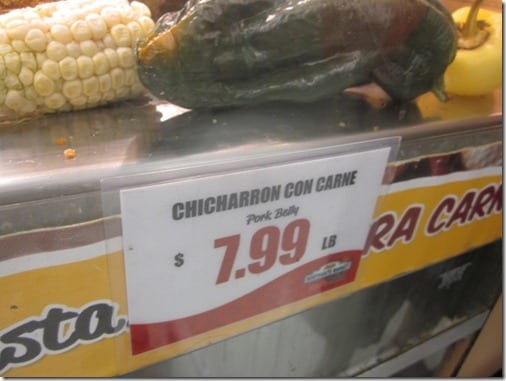 CHICHARRON CON CARNE
Pork Belly
$ 7.99 LB
sta
RA CARN